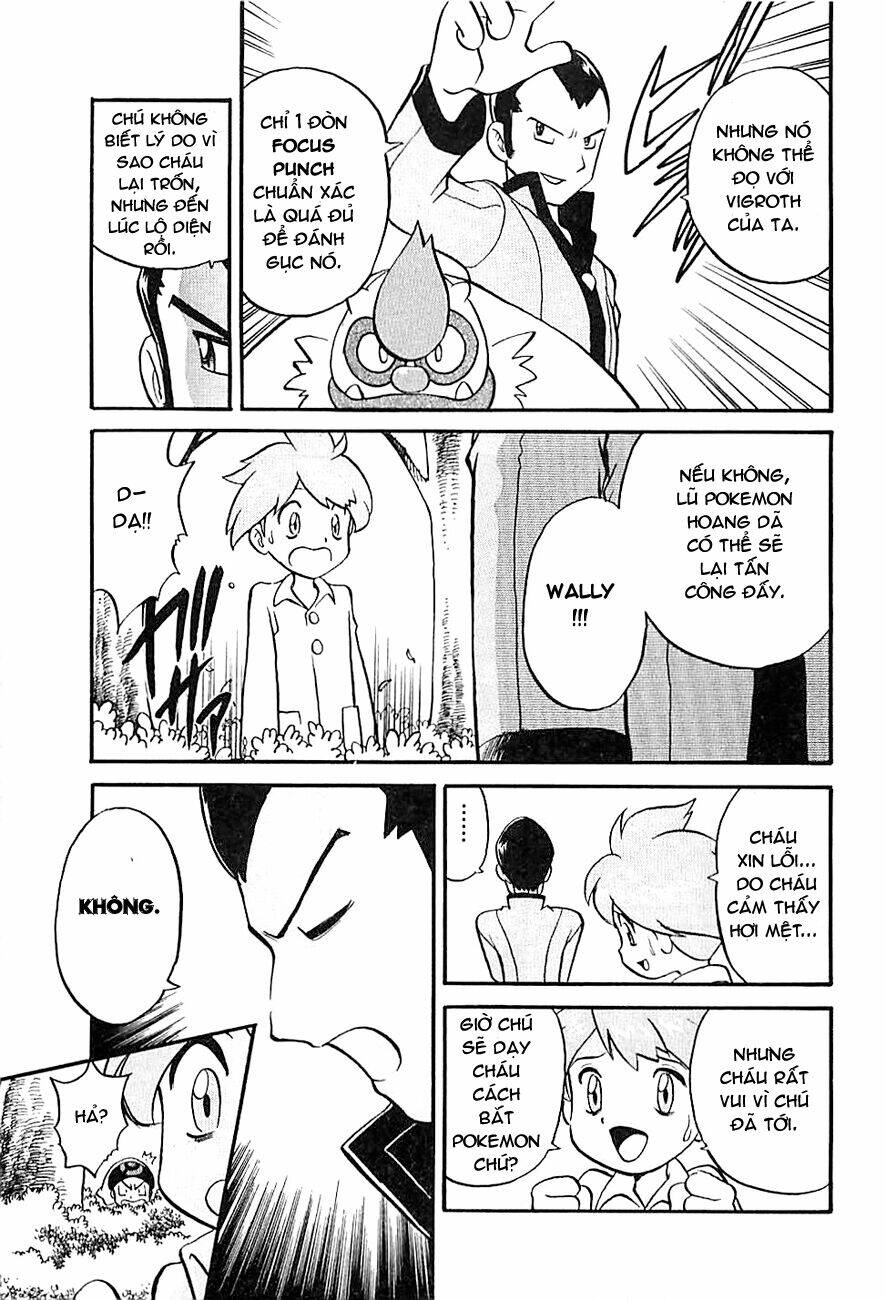 NHƯNG NÓ
KHÔNG THỂ
ĐỌ VỚI
VIGROTH
CỦA TA.
CHỈ 1 ĐÒN
FOCUS
PUNCH
CHUẨN XÁC
LÀ QUÁ ĐỦ
ĐỂ ĐÁNH
GỤC NÓ.
CHÚ KHÔNG
BIẾT LÝ DO VÌ
SAO CHÁU
LẠI TRỐN,
NHƯNG ĐẾN
LÚC LỘ DIỆN
RỒI.
NẾU KHÔNG,
LŨ POKEMON
HOANG DÃ
CÓ THỂ SẼ
LẠI TẤN
CÔNG ĐẤY.
WALLY
!!!
D-
DẠ!!
CHÁU
XIN LỖI...
DO CHÁU
CẢM THẤY
HƠI MỆT...
......
NHƯNG
CHÁU RẤT
VUI VÌ CHÚ
ĐÃ TỚI.
GIỜ CHÚ
SẼ DẠY
CHÁU
CÁCH
BẮT
POKEMON
CHỨ?
KHÔNG.
HẢ?